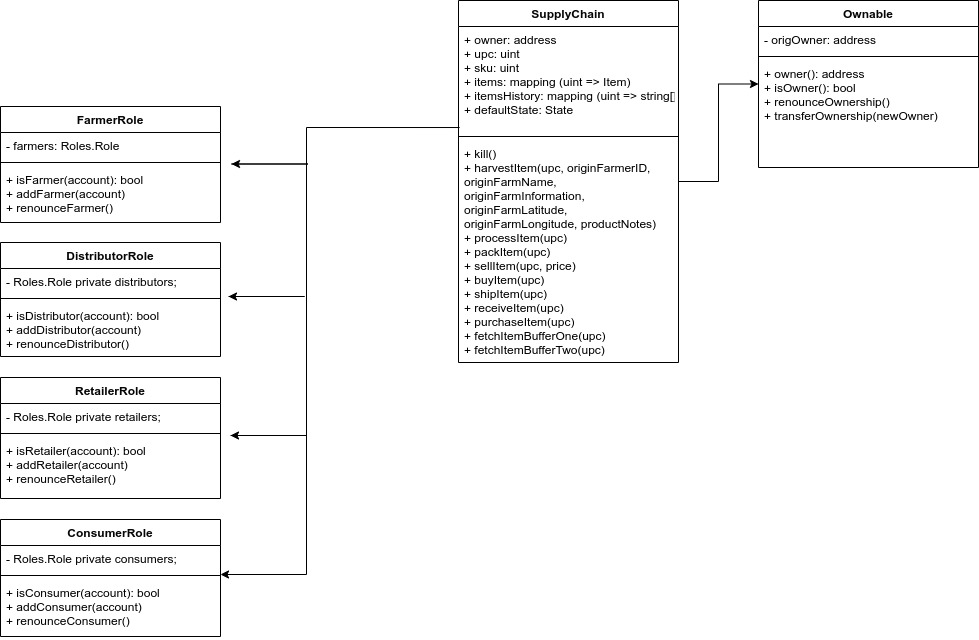 SupplyChain
+ owner: address
+ upc: uint
+ sku: uint
+ items: mapping (uint => Item)
+ itemsHistory: mapping (uint => string[]
+ defaultState: State
+ kill()
+ harvestItem(upc, originFarmerID,
originFarmName,
originFarmInformation,
originFarmLatitude,
originFarmLongitude, productNotes)
+ processItem(upc)
+ packItem(upc)
+ sellItem(upc, price)
+ buyItem(upc)
+ shipItem(upc)
+ receiveItem(upc)
+ purchaseItem(upc)
+ fetchItemBufferOne(upc)
+ fetchItemBufferTwo(upc)
Ownable
- origOwner: address
+ owner(): address
+ isOwner(): bool
+ renounceOwnership()
+ transferOwnership(newOwner)
FarmerRole
- farmers: Roles.Role
+ isFarmer(account): bool
+ addFarmer(account)
+ renounceFarmer()
DistributorRole
- Roles.Role private distributors;
+ isDistributor(account): bool
+ addDistributor(account)
+ renounceDistributor()
RetailerRole
- Roles.Role private retailers;
+ isRetailer(account): bool
+ addRetailer(account)
+ renounceRetailer()
ConsumerRole
- Roles.Role private consumers;
+ isConsumer(account): bool
+ addConsumer(account)
+ renounceConsumer()